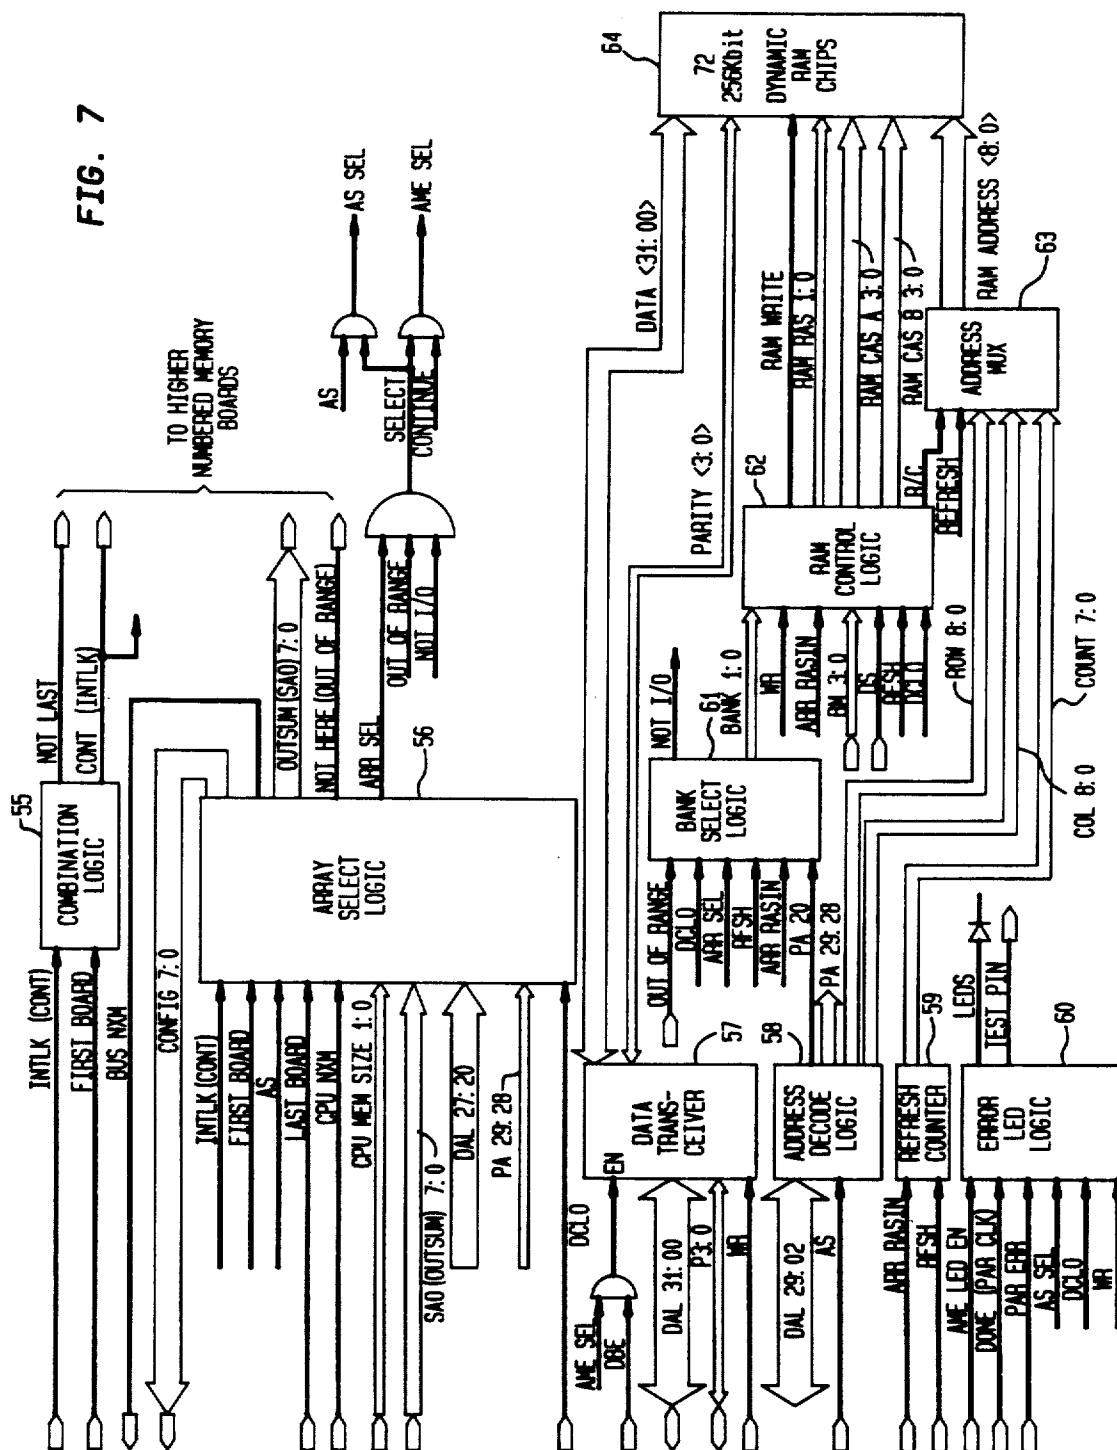 FIG. 7
INTLK (CONT)
FIRST BOARD
BUS NXM
55
COMBINATION
LOGIC
NOT LAST
CONT (INTLK)
TO HIGHER
NUMBERED MEMORY
BOARDS
CONFIG 7:0
INTLK(CONT)
FIRST BOARD
AS
LAST BOARD
CPU NXM
CPU MEM SIZE 1:0
SAO(OUTSUM) 7:0
DAL 27:20
PA 29:28
DCLO
ARRAY
SELECT
LOGIC
56
OUTSUM(SAO)7:0
NOT HERE(OUT OF RANGE)
ARR SEL
OUT OF RANGE
NOT I/O
SELECT
CONTINUE
AS
AS SEL
AME SEL
AME SEL
DBE
DAL 31:00
P3:0
WR
EN
DATA
TRANS-
CEIVER
57
DAL 29:02
AS
ADDRESS
DECODE
LOGIC
58
PA 20
PA 29:28
ARR RASIN
RFSH
REFRESH
COUNTER
59
AME LED EN
DONE (PAR CLK)
PAR ERR
AS SEL
DCLO
WR
ERROR
LED
LOGIC
60
LEDS
TEST PIN
OUT OF RANGE
DCLO
ARR SEL
RFSH
ARR RASIN
BANK
SELECT
LOGIC
61
NOT I/O
BANK 1:0
WR
ARR RASIN
BM 3:0
DS
RFSH
DCLO
RAM
CONTROL
LOGIC
62
RAM WRITE
RAM RAS 1:0
RAM CAS A 3:0
RAM CAS B 3:0
R/C
REFRESH
ROW 8:0
COL 8:0
COUNT 7:0
ADDRESS
MUX
63
RAM ADDRESS <8:0>
DATA <31:00>
PARITY <3:0>
72
256Kbit
DYNAMIC
RAM
CHIPS
64